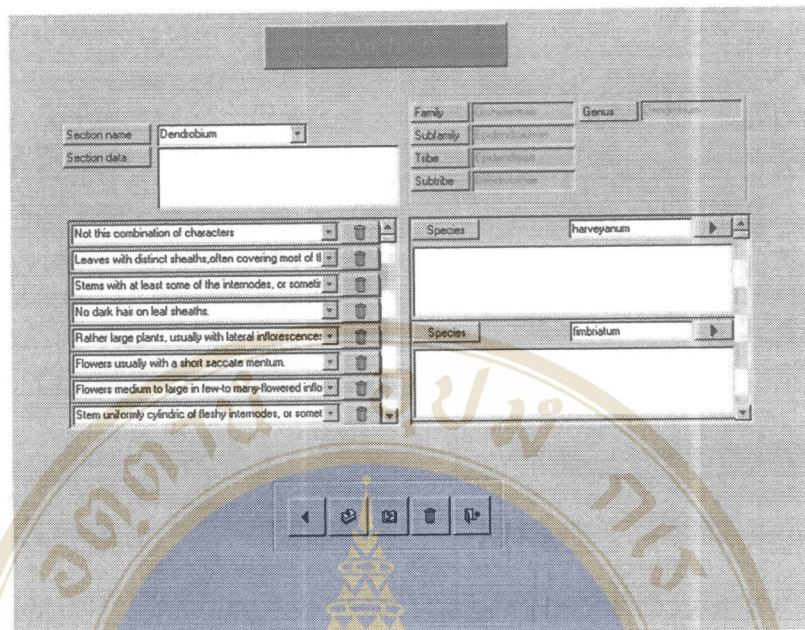 Family
Genus
Section name Dendrobium
Subfamily
Section data
Tribe
Subtribe
Not this combination of characters
Species harveyanum
Leaves with distinct sheaths,often covering most of tl
Stems with at least some of the internodes, or sometir
No dark hair on leaf sheaths.
Rather large plants, usually with lateral inflorescence:
Species fimbriatum
Flowers usually with a short saccate mentum.
Flowers medium to large in few-to many-flowered inflo
Stem uniformly cylindric of fleshy internodes, or somet